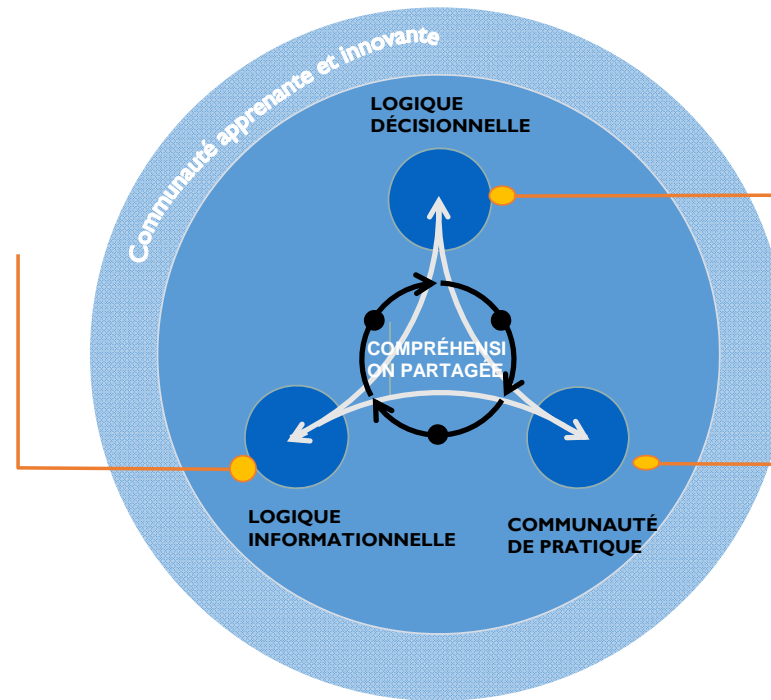 Communauté apprenante et innovante
LOGIQUE
DÉCISIONNELLE
COMPRÉHENSI
ON PARTAGÉE
LOGIQUE
INFORMATIONNELLE
COMMUNAUTÉ
DE PRATIQUE